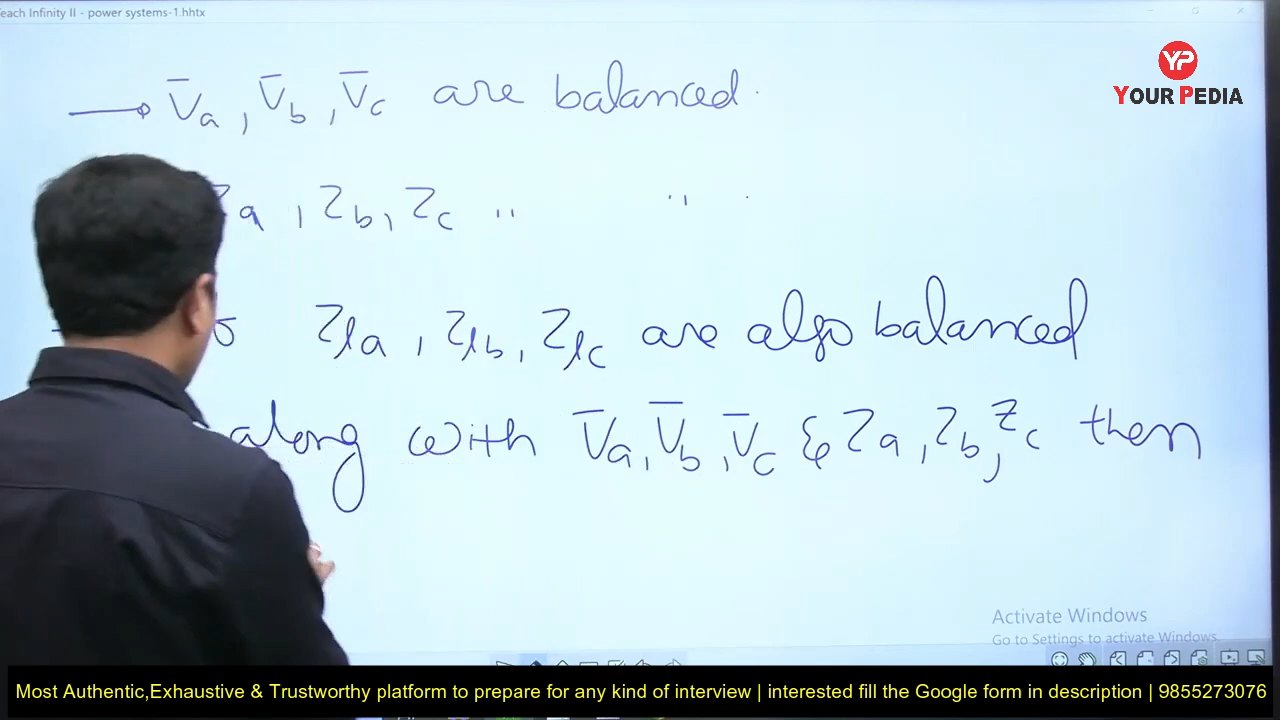 each Infinity II - power systems-1.hhtx
YP
YOUR PEDIA
V̄a, V̄b, V̄c are balanced.
Za, Zb, Zc " " .
Zla, Zlb, Zlc are also balanced
along with V̄a, V̄b, V̄c & Za, Zb, Zc then
Activate Windows
Go to Settings to activate Windows.
Most Authentic,Exhaustive & Trustworthy platform to prepare for any kind of interview | interested fill the Google form in description | 9855273076